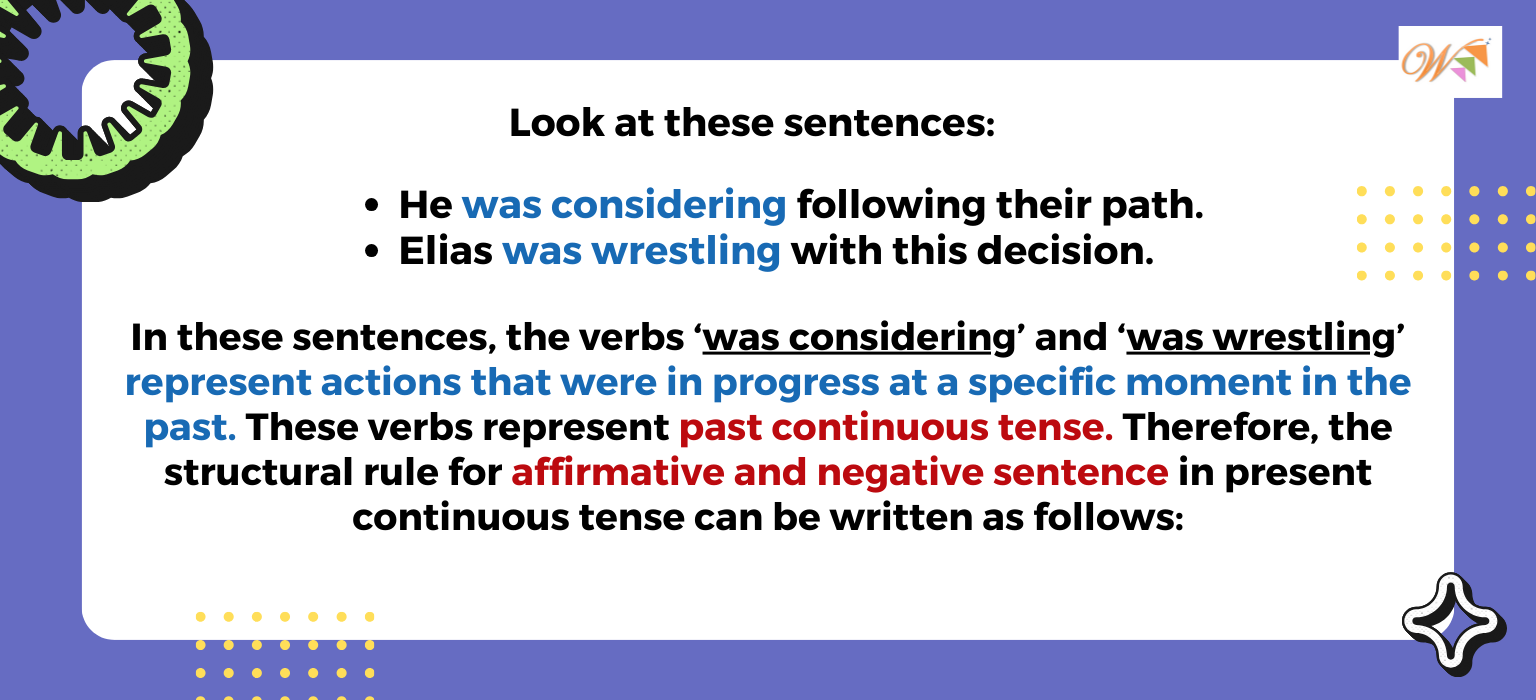 W
Look at these sentences:
• He was considering following their path.
• Elias was wrestling with this decision.
In these sentences, the verbs ‘was considering’ and ‘was wrestling’
represent actions that were in progress at a specific moment in the
past. These verbs represent past continuous tense. Therefore, the
structural rule for affirmative and negative sentence in present
continuous tense can be written as follows: